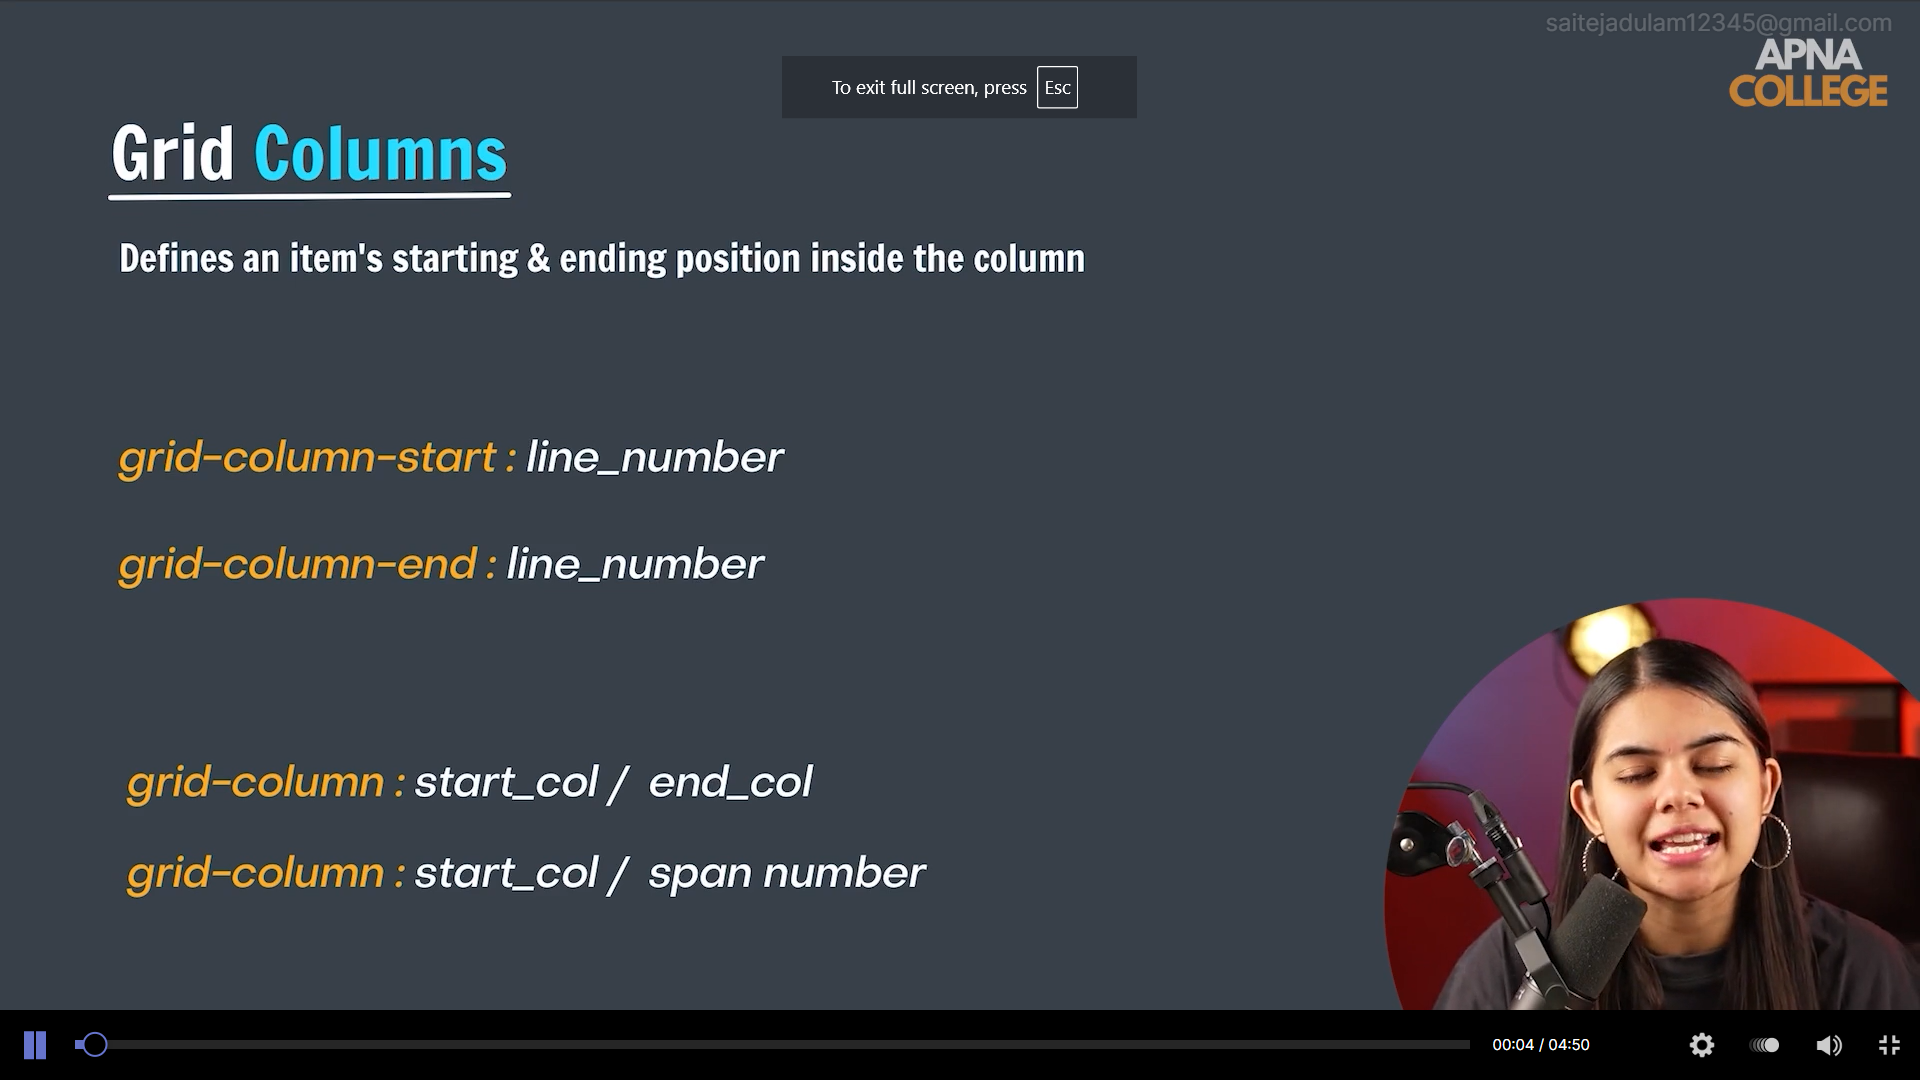 saitejadulam12345@gmail.com
APNA
COLLEGE
To exit full screen, press Esc
Grid Columns
Defines an item's starting & ending position inside the column
grid-column-start : line_number
grid-column-end : line_number
grid-column : start_col / end_col
grid-column : start_col / span number
00:04 / 04:50